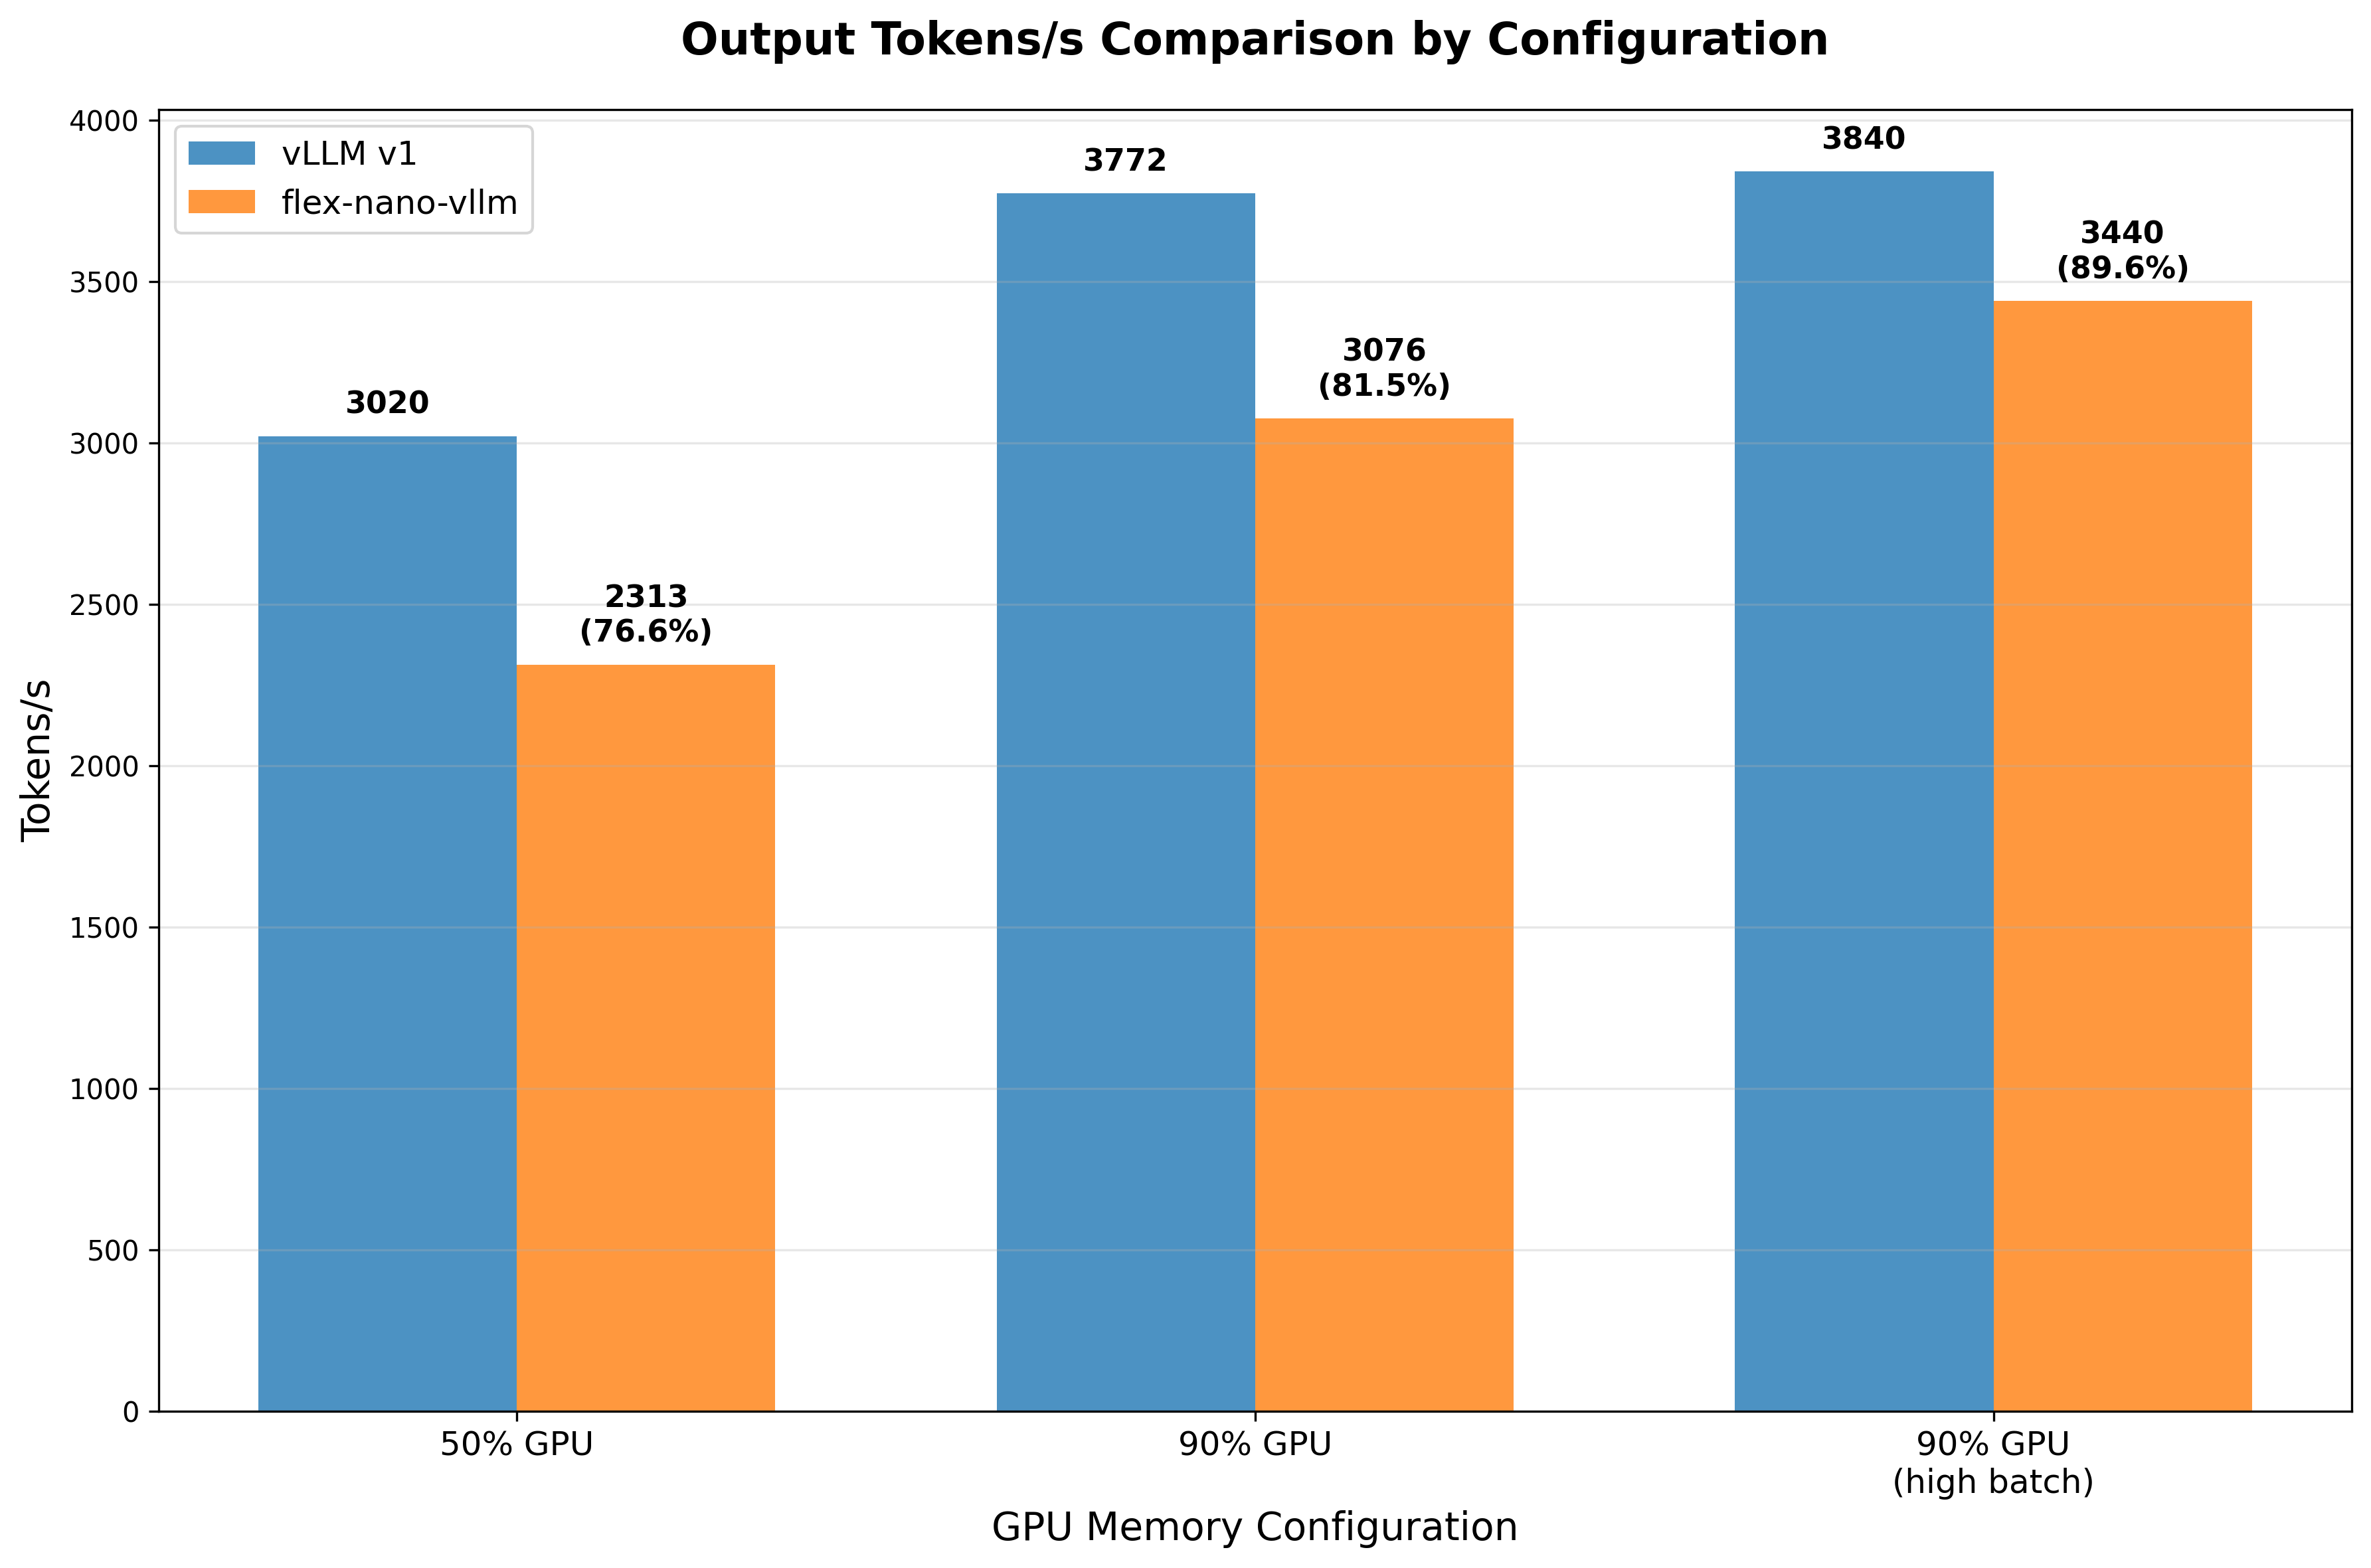 Output Tokens/s Comparison by Configuration
vLLM v1
flex-nano-vllm
4000
3500
3000
2500
2000
1500
1000
500
0
Tokens/s
3020
2313
(76.6%)
3772
3076
(81.5%)
3840
3440
(89.6%)
50% GPU
90% GPU
90% GPU
(high batch)
GPU Memory Configuration